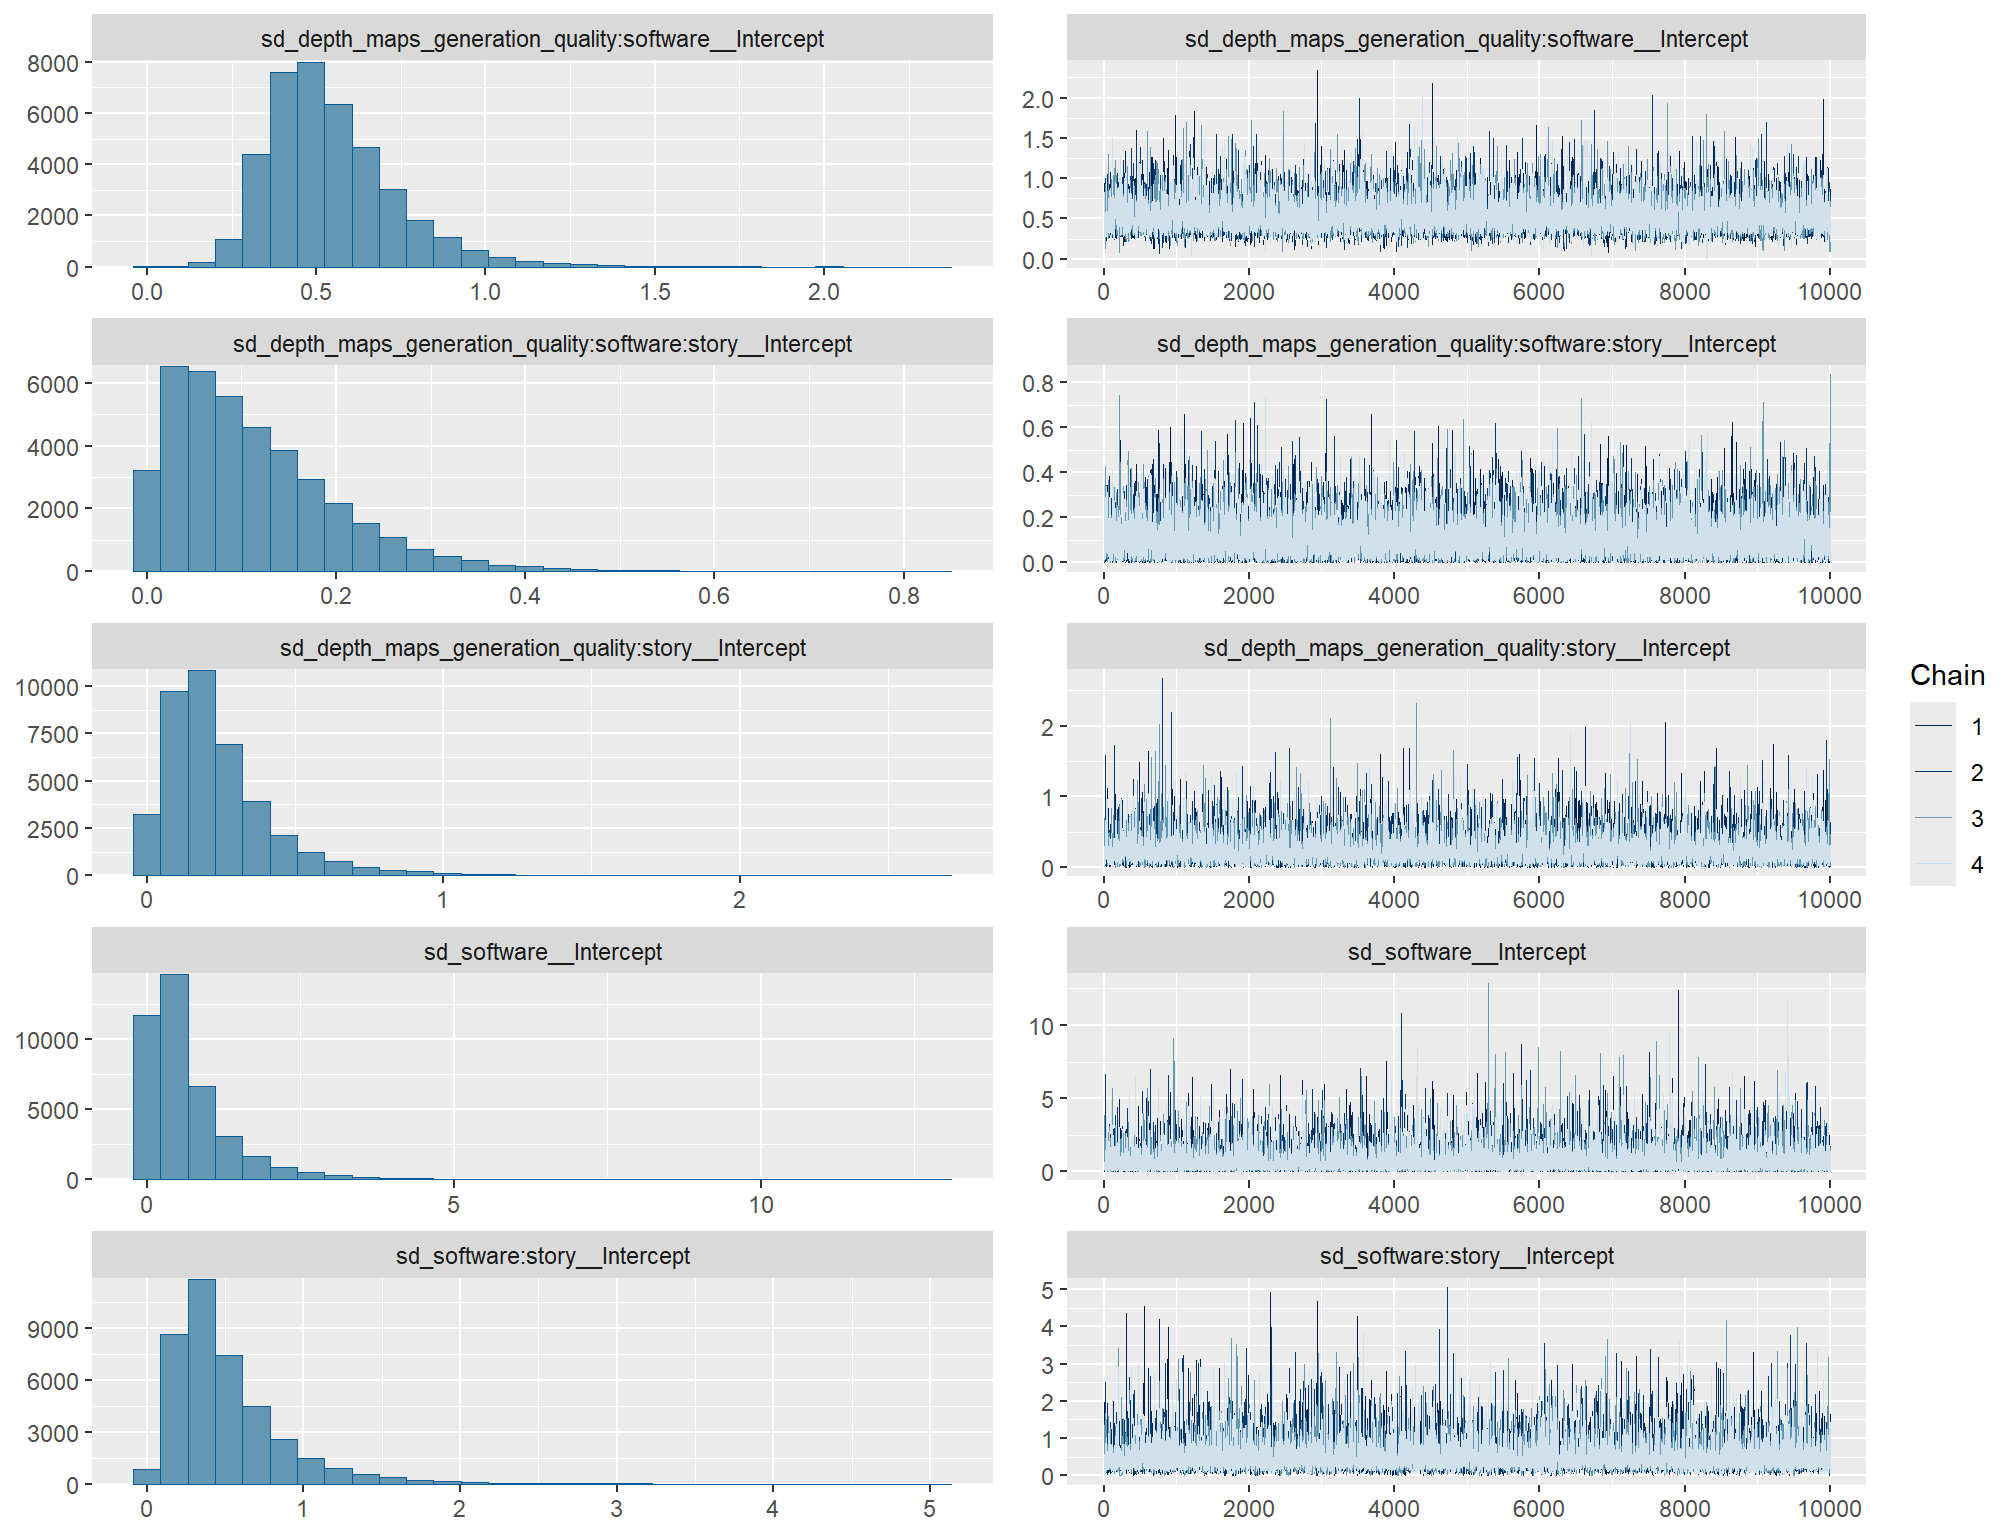 sd_depth_maps_generation_quality:software__Intercept
8000
6000
4000
2000
0
0.0 0.5 1.0 1.5 2.0
sd_depth_maps_generation_quality:software__Intercept
2.0
1.5
1.0
0.5
0.0
0 2000 4000 6000 8000 10000
sd_depth_maps_generation_quality:software:story__Intercept
6000
4000
2000
0
0.0 0.2 0.4 0.6 0.8
sd_depth_maps_generation_quality:software:story__Intercept
0.8
0.6
0.4
0.2
0.0
0 2000 4000 6000 8000 10000
sd_depth_maps_generation_quality:story__Intercept
10000
7500
5000
2500
0
0 1 2
sd_depth_maps_generation_quality:story__Intercept
2
1
0
0 2000 4000 6000 8000 10000
sd_software__Intercept
10000
5000
0
0 5 10
sd_software__Intercept
10
5
0
0 2000 4000 6000 8000 10000
sd_software:story__Intercept
9000
6000
3000
0
0 1 2 3 4 5
sd_software:story__Intercept
5
4
3
2
1
0
0 2000 4000 6000 8000 10000
Chain
1
2
3
4